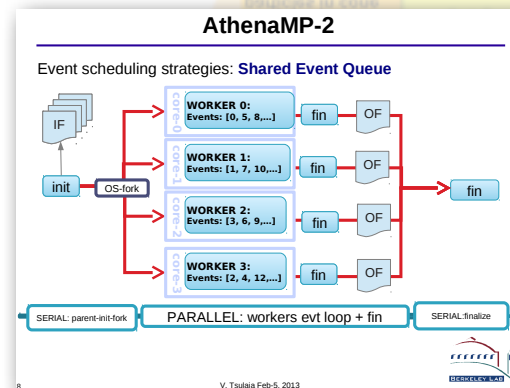 AthenaMP-2
Event scheduling strategies: Shared Event Queue
IF
init
OS-fork
core-0
WORKER 0:
Events: [0, 5, 8,...]
fin
OF
core-1
WORKER 1:
Events: [1, 7, 10,...]
fin
OF
core-2
WORKER 2:
Events: [3, 6, 9,...]
fin
OF
core-3
WORKER 3:
Events: [2, 4, 12,...]
fin
OF
fin
SERIAL: parent-init-fork
PARALLEL: workers evt loop + fin
SERIAL:finalize
BERKELEY LAB
8
V. Tsulaia Feb-5, 2013